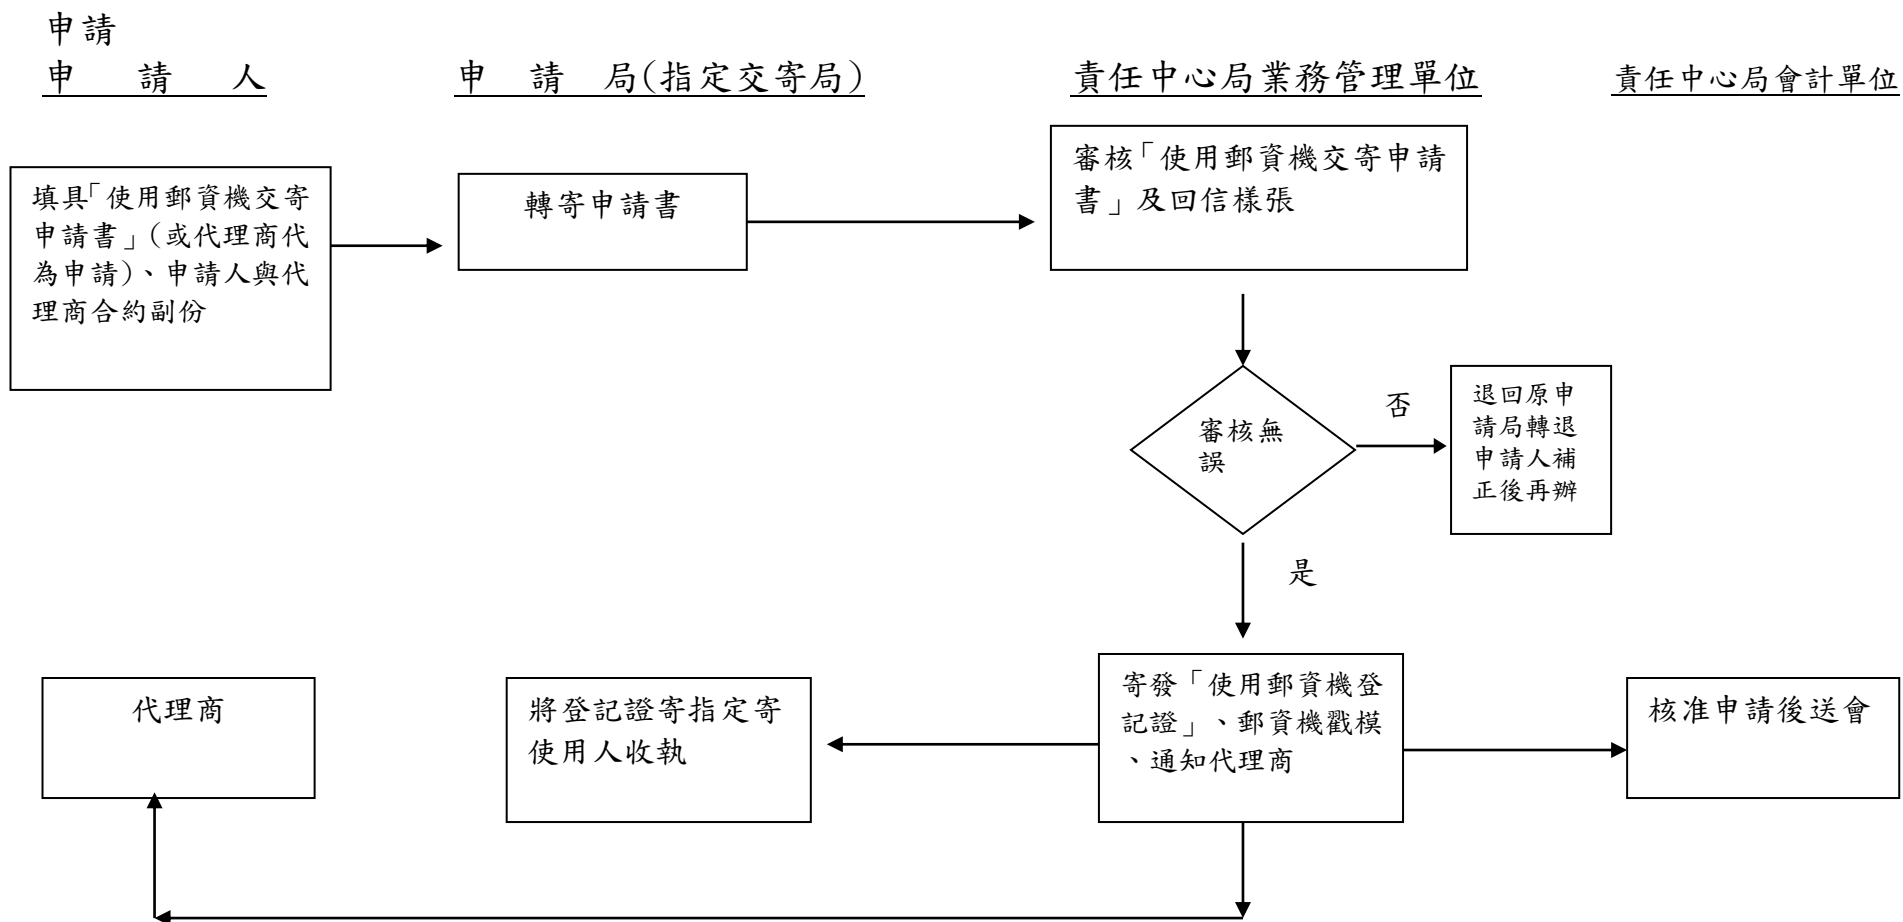 申請
申 請 人
申 請 局(指定交寄局)
責任中心局業務管理單位
責任中心局會計單位
填具「使用郵資機交寄
申請書」(或代理商代
為申請)、申請人與代
理商合約副份
轉寄申請書
審核「使用郵資機交寄申請
書」及回信樣張
審核無
誤
否
退回原申
請局轉退
申請人補
正後再辦
是
代理商
將登記證寄指定寄
使用人收執
寄發「使用郵資機登
記證」、郵資機戳模
、通知代理商
核准申請後送會